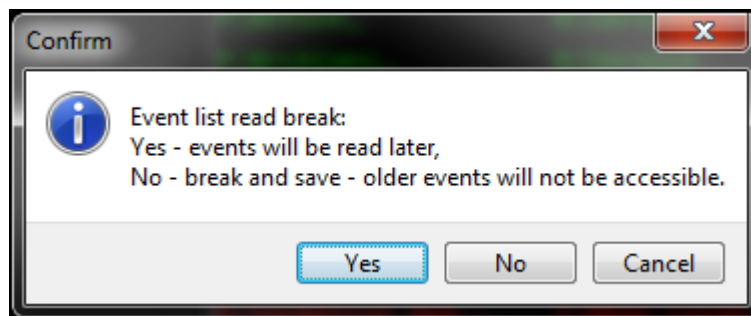 Confirm
Event list read break:
Yes - events will be read later,
No - break and save - older events will not be accessible.
Yes
No
Cancel